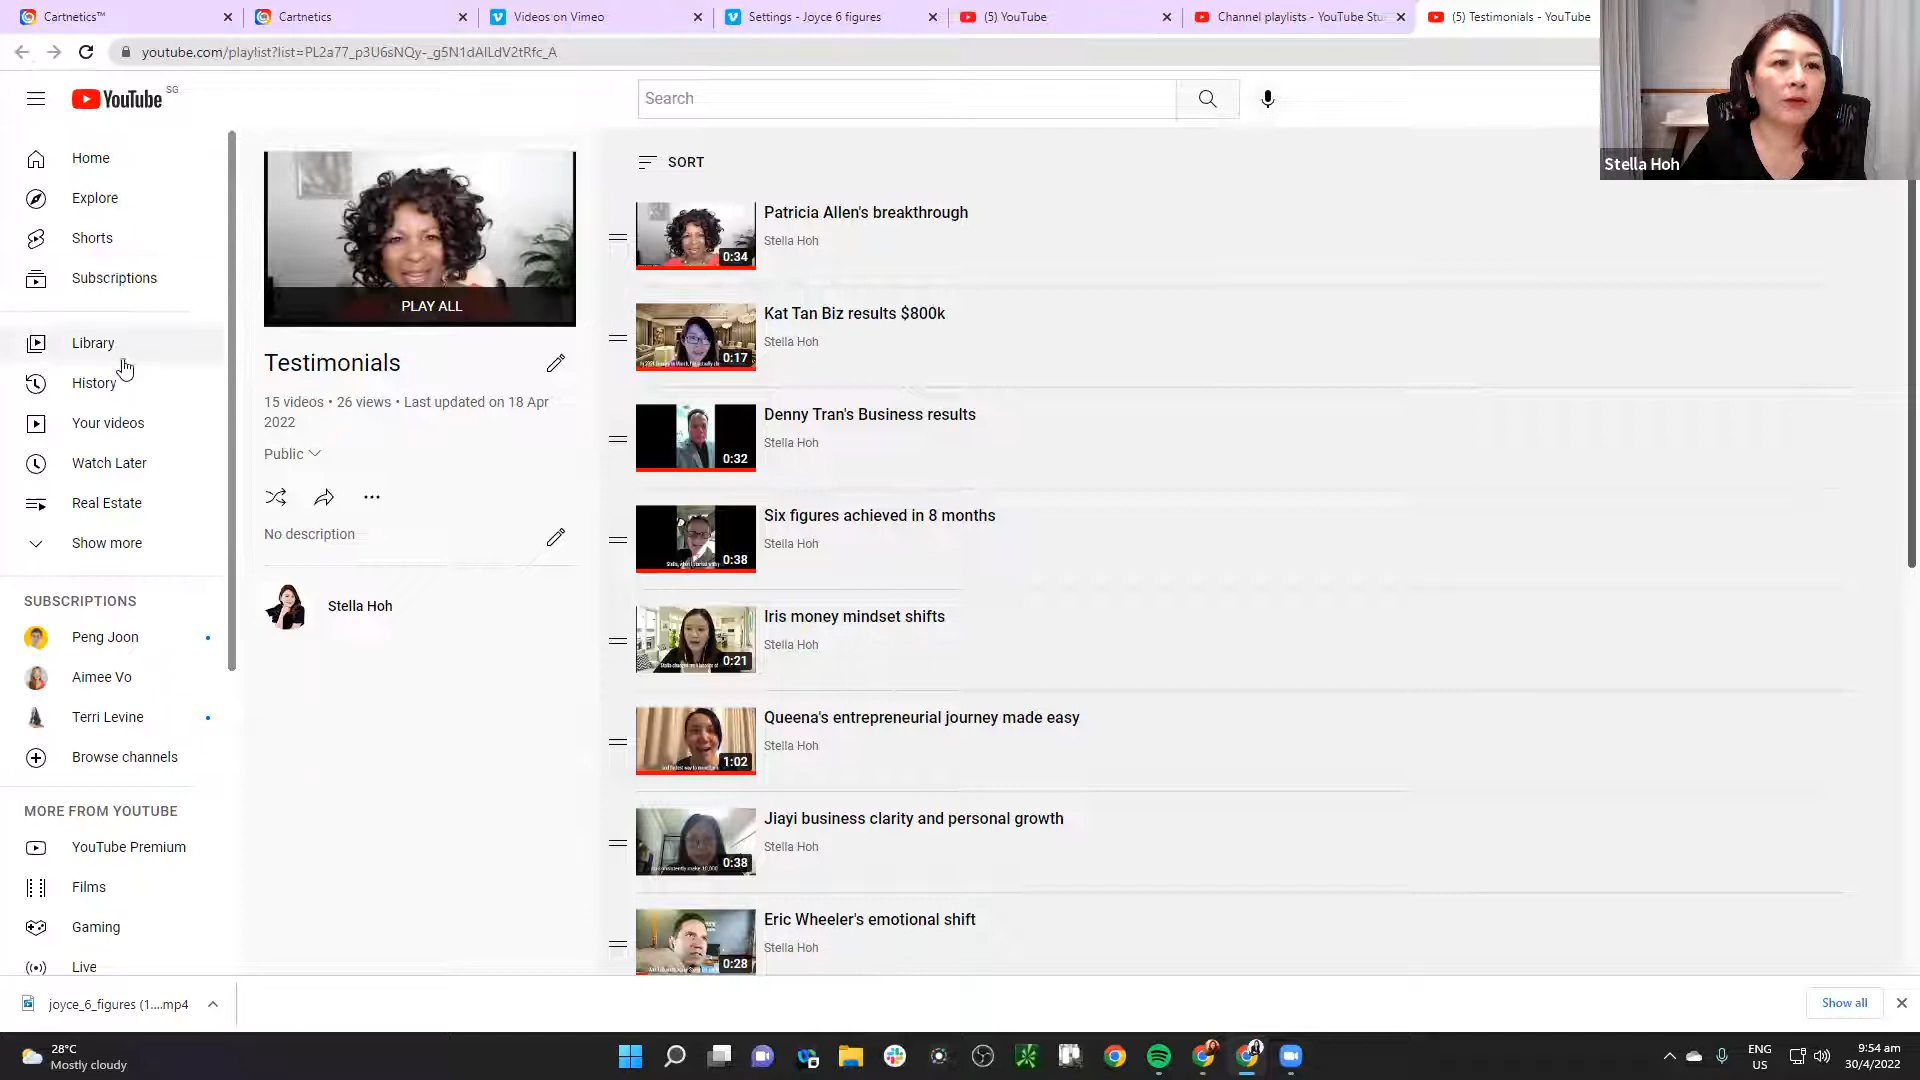 Cartnetics™
Cartnetics
Videos on Vimeo
Settings - Joyce 6 figures
(5) YouTube
Channel playlists - YouTube Stu
(5) Testimonials - YouTube
youtube.com/playlist?list=PL2a77_p3U6sNQy-_g5N1dAlLdV2tRfc_A
YouTube SG
Search
Stella Hoh
Home
Explore
Shorts
Subscriptions
Library
History
Your videos
Watch Later
Real Estate
Show more
SUBSCRIPTIONS
Peng Joon
Aimee Vo
Terri Levine
Browse channels
MORE FROM YOUTUBE
YouTube Premium
Films
Gaming
Live
PLAY ALL
Testimonials
15 videos • 26 views • Last updated on 18 Apr
2022
Public
No description
Stella Hoh
SORT
Patricia Allen's breakthrough
Stella Hoh
0:34
Kat Tan Biz results $800k
Stella Hoh
0:17
Denny Tran's Business results
Stella Hoh
0:32
Six figures achieved in 8 months
Stella Hoh
0:38
Iris money mindset shifts
Stella Hoh
0:21
Queena's entrepreneurial journey made easy
Stella Hoh
1:02
Jiayi business clarity and personal growth
Stella Hoh
0:38
Eric Wheeler's emotional shift
Stella Hoh
0:28
joyce_6_figures (1....mp4
Show all
28°C
Mostly cloudy
ENG
US
9:54 am
30/4/2022